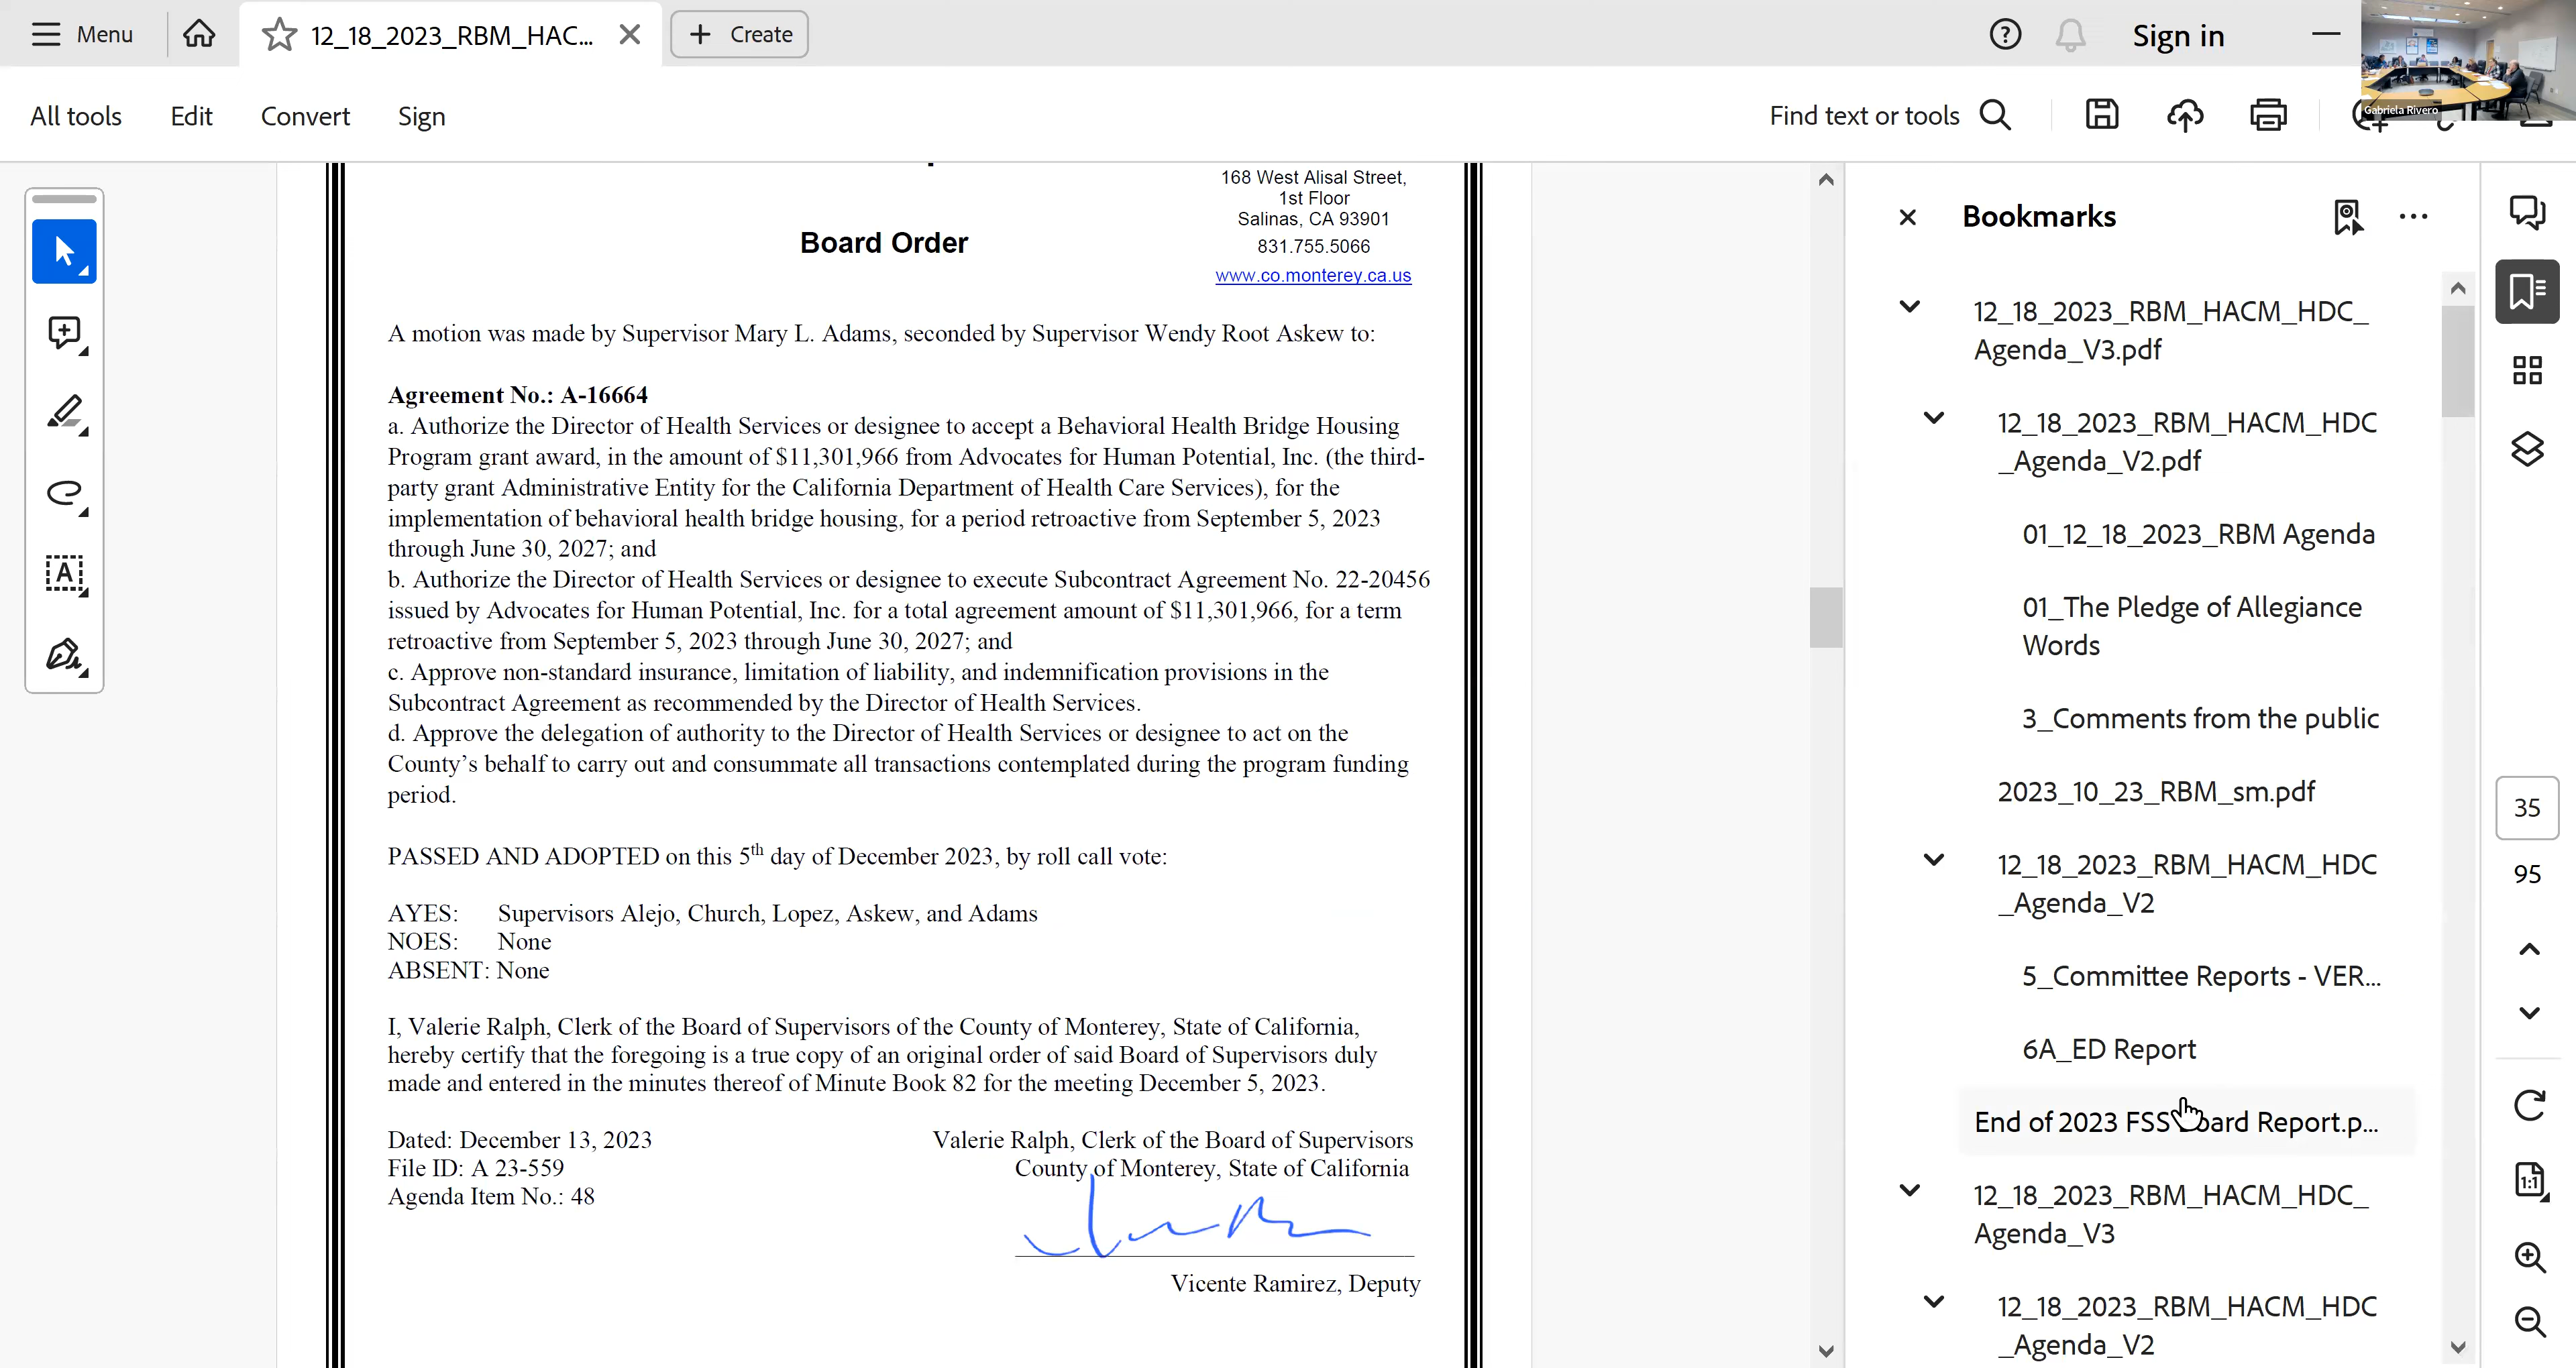 Menu
12_18_2023_RBM_HAC...
Create
Sign in
All tools
Edit
Convert
Sign
Find text or tools
Gabriela Rivero
168 West Alisal Street,
1st Floor
Salinas, CA 93901
831.755.5066
www.co.monterey.ca.us
Board Order
A motion was made by Supervisor Mary L. Adams, seconded by Supervisor Wendy Root Askew to:
Agreement No.: A-16664
a. Authorize the Director of Health Services or designee to accept a Behavioral Health Bridge Housing
Program grant award, in the amount of $11,301,966 from Advocates for Human Potential, Inc. (the third-
party grant Administrative Entity for the California Department of Health Care Services), for the
implementation of behavioral health bridge housing, for a period retroactive from September 5, 2023
through June 30, 2027; and
b. Authorize the Director of Health Services or designee to execute Subcontract Agreement No. 22-20456
issued by Advocates for Human Potential, Inc. for a total agreement amount of $11,301,966, for a term
retroactive from September 5, 2023 through June 30, 2027; and
c. Approve non-standard insurance, limitation of liability, and indemnification provisions in the
Subcontract Agreement as recommended by the Director of Health Services.
d. Approve the delegation of authority to the Director of Health Services or designee to act on the
County's behalf to carry out and consummate all transactions contemplated during the program funding
period.
PASSED AND ADOPTED on this 5th day of December 2023, by roll call vote:
AYES: Supervisors Alejo, Church, Lopez, Askew, and Adams
NOES: None
ABSENT: None
I, Valerie Ralph, Clerk of the Board of Supervisors of the County of Monterey, State of California,
hereby certify that the foregoing is a true copy of an original order of said Board of Supervisors duly
made and entered in the minutes thereof of Minute Book 82 for the meeting December 5, 2023.
Dated: December 13, 2023
File ID: A 23-559
Agenda Item No.: 48
Valerie Ralph, Clerk of the Board of Supervisors
County of Monterey, State of California
Vicente Ramirez, Deputy
Bookmarks
12_18_2023_RBM_HACM_HDC_
Agenda_V3.pdf
12_18_2023_RBM_HACM_HDC
_Agenda_V2.pdf
01_12_18_2023_RBM Agenda
01_The Pledge of Allegiance
Words
3_Comments from the public
2023_10_23_RBM_sm.pdf
12_18_2023_RBM_HACM_HDC
_Agenda_V2
5_Committee Reports - VER...
6A_ED Report
End of 2023 FSS Board Report.p...
12_18_2023_RBM_HACM_HDC_
Agenda_V3
12_18_2023_RBM_HACM_HDC
_Agenda_V2
35
95
1:1